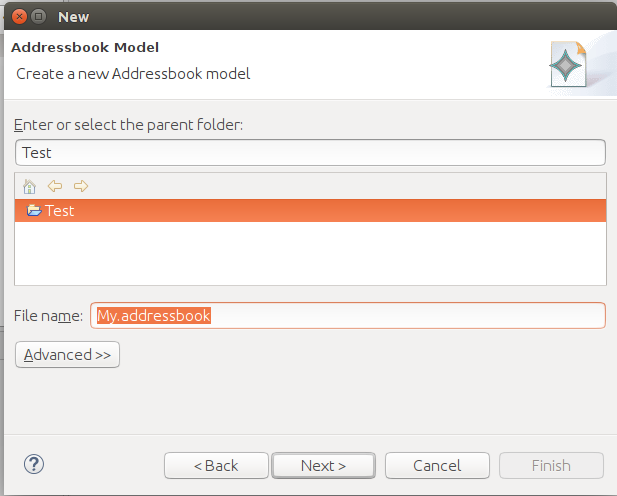 New
Addressbook Model
Create a new Addressbook model
Enter or select the parent folder:
Test
Test
File name: My.addressbook
Advanced >>
? < Back Next > Cancel Finish